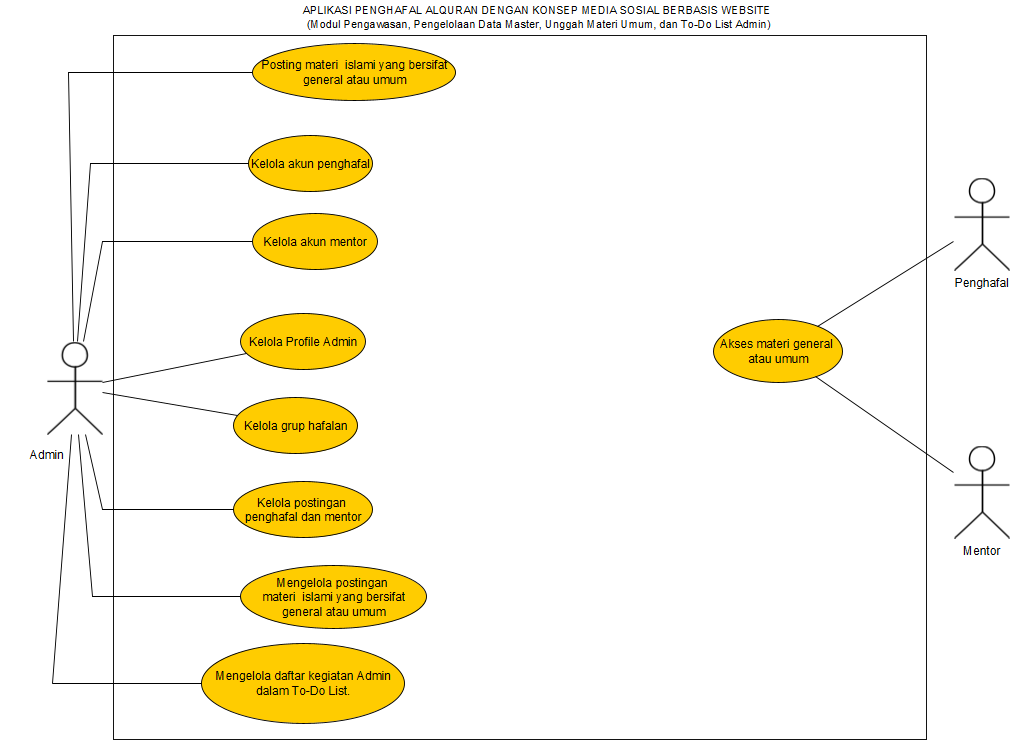 APLIKASI PENGHAFAL ALQURAN DENGAN KONSEP MEDIA SOSIAL BERBASIS WEBSITE
(Modul Pengawasan, Pengelolaan Data Master, Unggah Materi Umum, dan To-Do List Admin)
Posting materi islami yang bersifat
general atau umum
Kelola akun penghafal
Kelola akun mentor
Kelola Profile Admin
Kelola grup hafalan
Kelola postingan
penghafal dan mentor
Mengelola postingan
materi islami yang bersifat
general atau umum
Mengelola daftar kegiatan Admin
dalam To-Do List.
Admin
Akses materi general
atau umum
Penghafal
Mentor